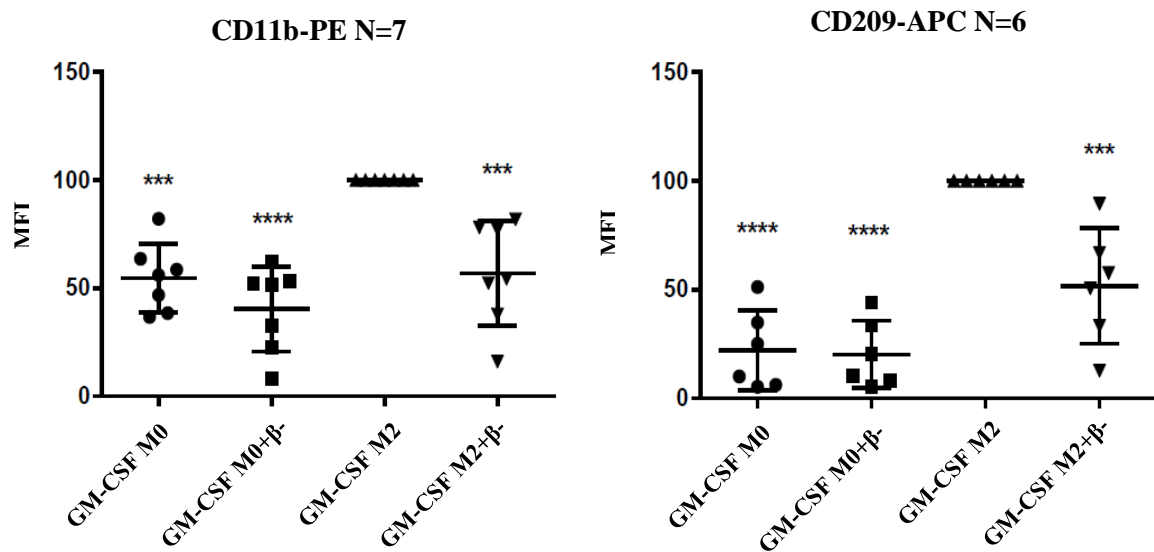 CD11b-PE N=7
MFI
150
100
50
0
***
****
***
GM-CSF M0
GM-CSF M0+β-
GM-CSF M2
GM-CSF M2+β-
CD209-APC N=6
MFI
150
100
50
0
****
****
***
GM-CSF M0
GM-CSF M0+β-
GM-CSF M2
GM-CSF M2+β-